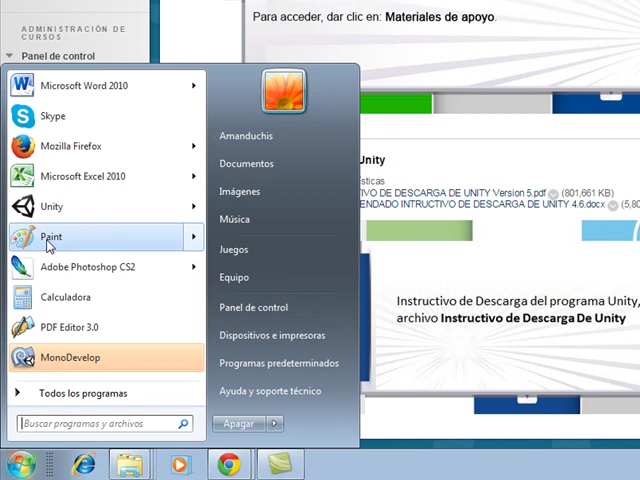 Para acceder, dar clic en: Materiales de apoyo.
ADMINISTRACIÓN DE
CURSOS
Panel de control
Microsoft Word 2010
Skype
Mozilla Firefox
Microsoft Excel 2010
Unity
Paint
Adobe Photoshop CS2
Calculadora
PDF Editor 3.0
MonoDevelop
Todos los programas
Buscar programas y archivos
Amanduchis
Documentos
Imágenes
Música
Juegos
Equipo
Panel de control
Dispositivos e impresoras
Programas predeterminados
Ayuda y soporte técnico
Apagar
Unity
ísticas
IVO DE DESCARGA DE UNITY Version 5.pdf (801,661 KB)
ENDADO INTRUCTIVO DE DESCARGA DE UNITY 4.6.docx (5,80
Instructivo de Descarga del programa Unity,
archivo Instructivo de Descarga De Unity